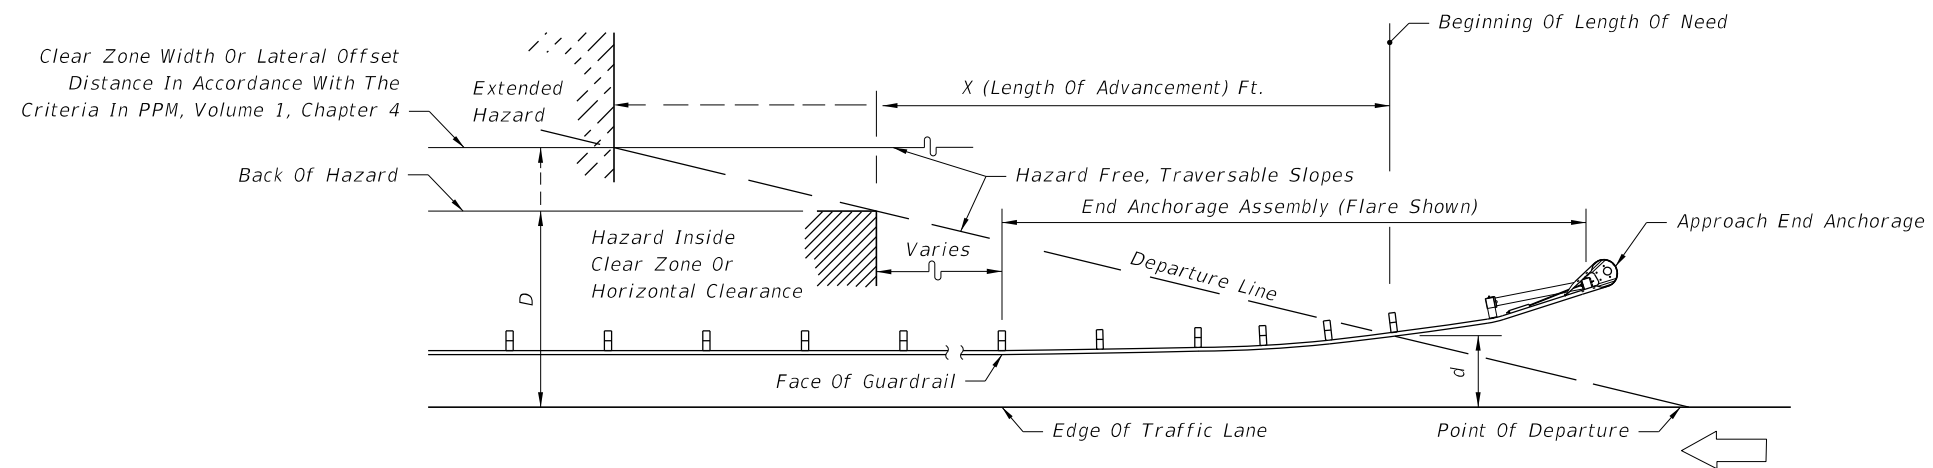 Beginning Of Length Of Need
Clear Zone Width Or Lateral Offset
Distance In Accordance With The
Criteria In PPM, Volume 1, Chapter 4
Extended
Hazard
X (Length Of Advancement) Ft.
Back Of Hazard
Hazard Free, Traversable Slopes
End Anchorage Assembly (Flare Shown)
Approach End Anchorage
Hazard Inside
Clear Zone Or
Horizontal Clearance
Varies
Departure Line
D
d
Face Of Guardrail
Edge Of Traffic Lane
Point Of Departure